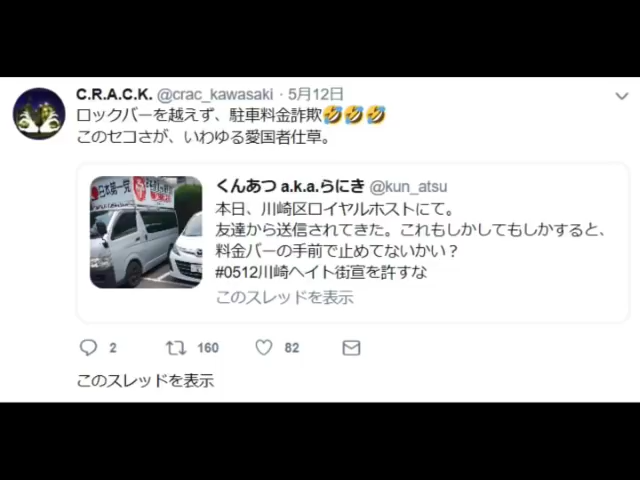 C.R.A.C.K. @crac_kawasaki · 5月12日
ロックバーを越えず、駐車料金詐欺🤣🤣🤣
このセコさが、いわゆる愛国者仕草。
くんあつ a.k.a.らにき @kun_atsu
本日、川崎区ロイヤルホストにて。
友達から送信されてきた。これもしかしてもしかすると、
料金バーの手前で止めてないかい？
#0512川崎ヘイト街宣を許すな
このスレッドを表示
日本第一党
2 160 82
このスレッドを表示